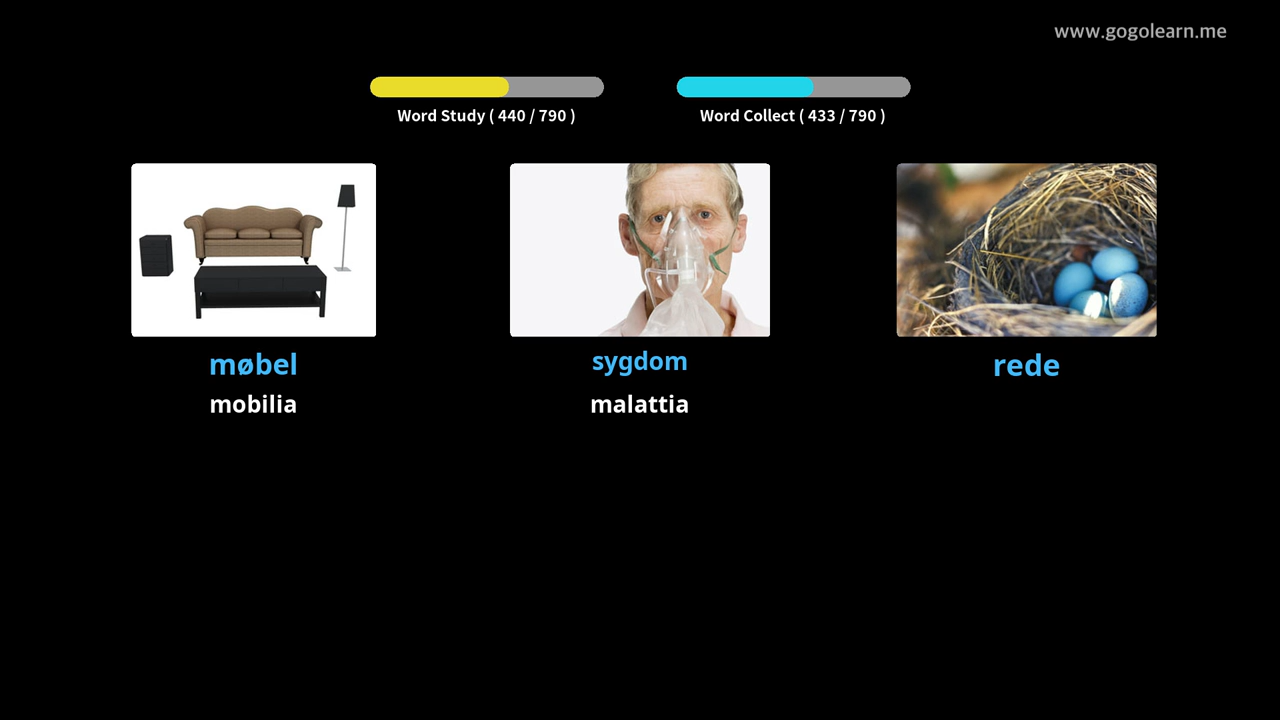 www.gogolearn.me
Word Study ( 440 / 790 )
Word Collect ( 433 / 790 )
møbel
sygdom
rede
mobilia
malattia